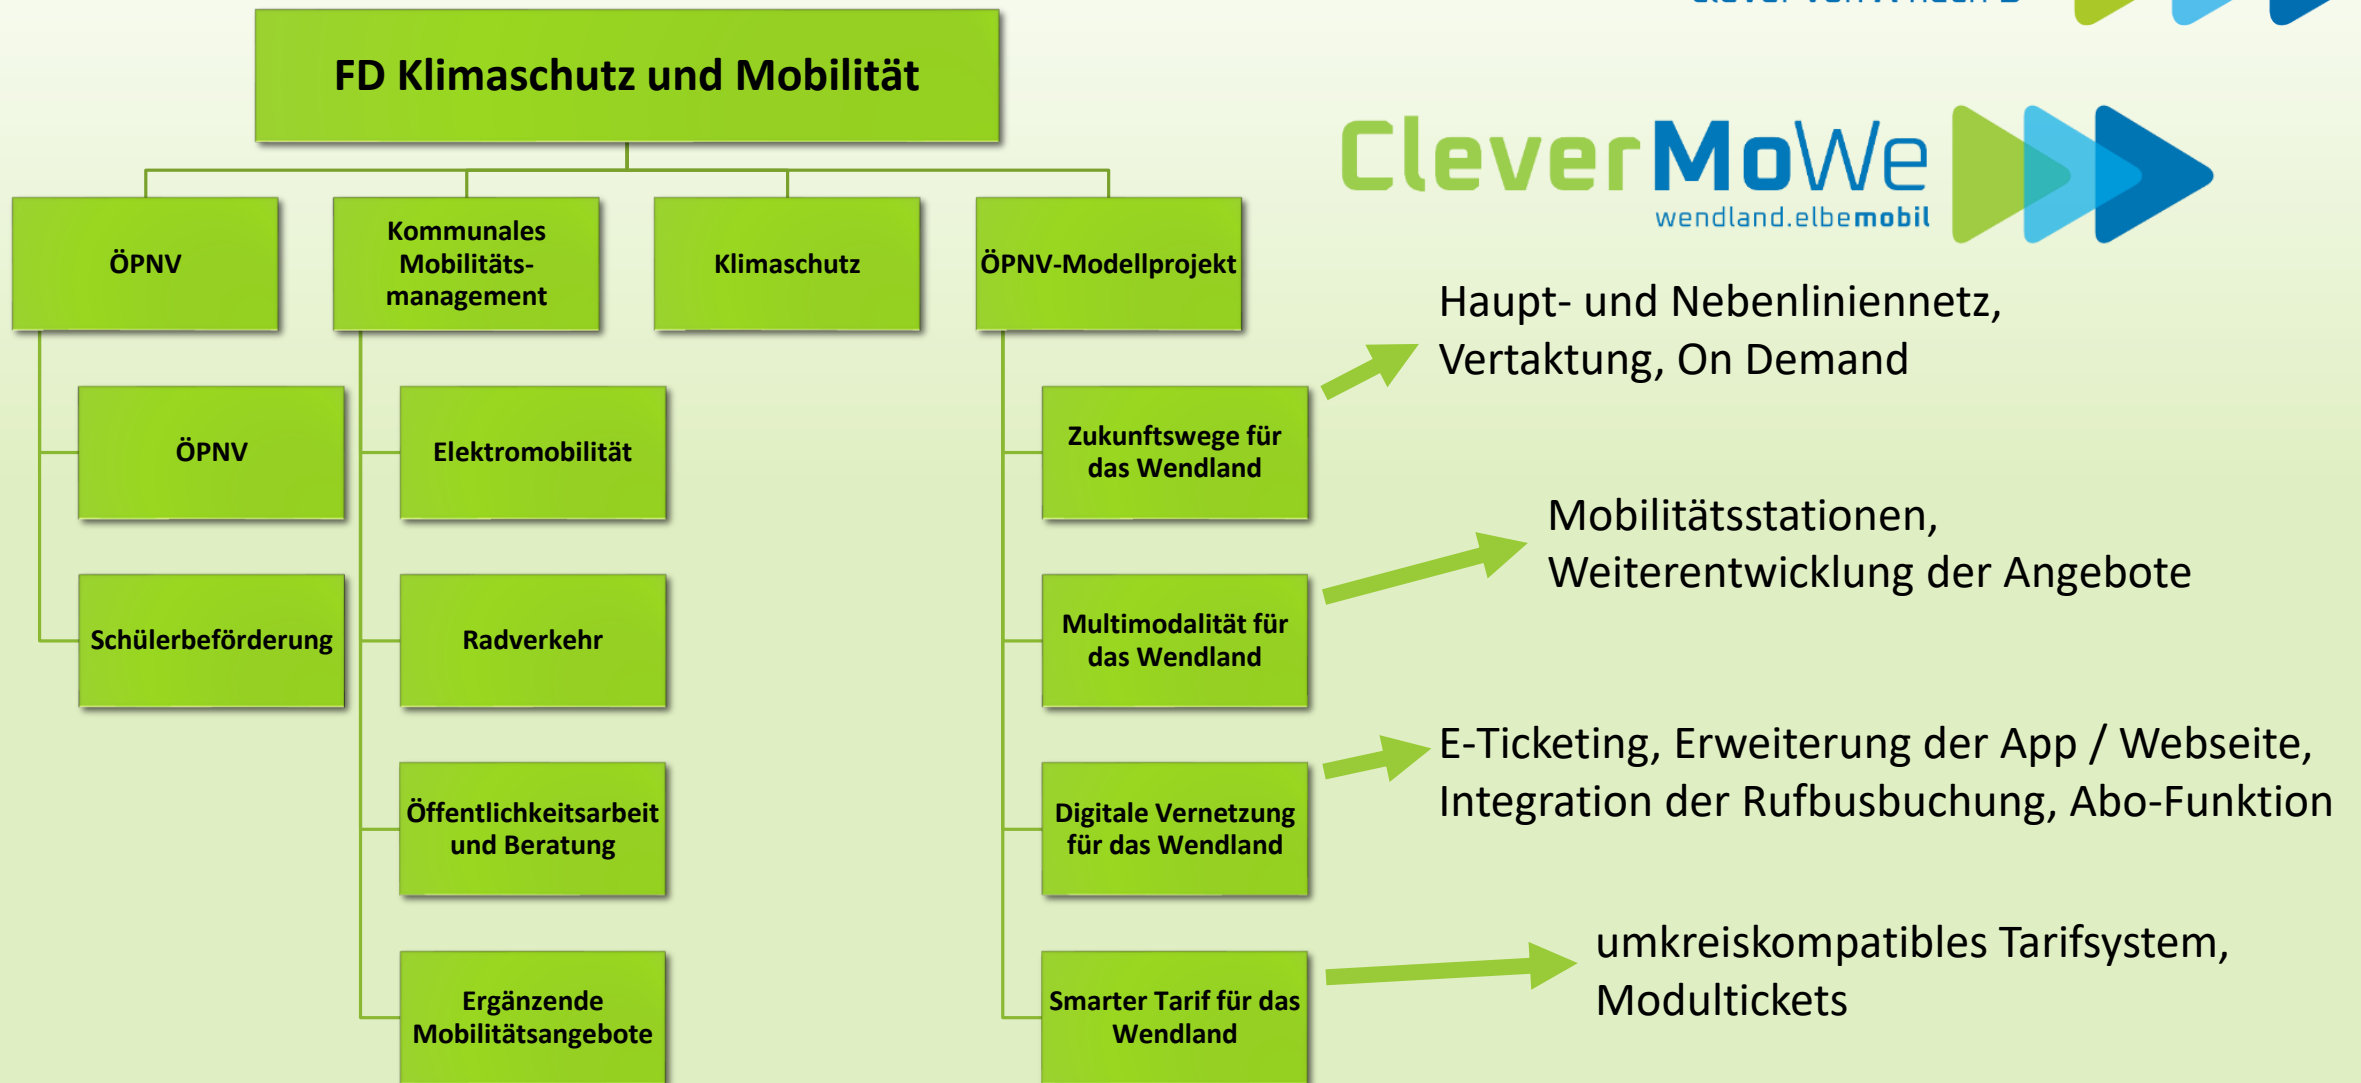 clever von A nach B
FD Klimaschutz und Mobilität
CleverMoWe
wendland.elbemobil
ÖPNV
Kommunales
Mobilitäts-
management
Klimaschutz
ÖPNV-Modellprojekt
Haupt- und Nebenliniennetz,
Vertaktung, On Demand
ÖPNV
Elektromobilität
Zukunftswege für
das Wendland
Mobilitätsstationen,
Weiterentwicklung der Angebote
Schülerbeförderung
Radverkehr
Multimodalität für
das Wendland
E-Ticketing, Erweiterung der App / Webseite,
Integration der Rufbusbuchung, Abo-Funktion
Öffentlichkeitsarbeit
und Beratung
Digitale Vernetzung
für das Wendland
umkreiskompatibles Tarifsystem,
Modultickets
Ergänzende
Mobilitätsangebote
Smarter Tarif für das
Wendland